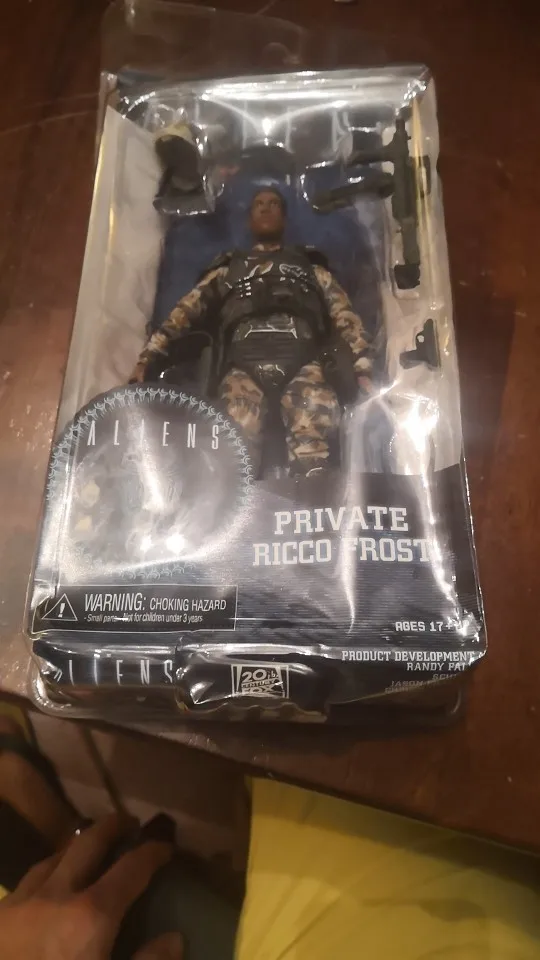 ALIENS
PRIVATE
RICCO FROST
WARNING: CHOKING HAZARD
-Small parts. Not for children under 3 years
AGES 17+
PRODUCT DEVELOPMENT
RANDY
ALIENS
20th
CENTURY
FOX